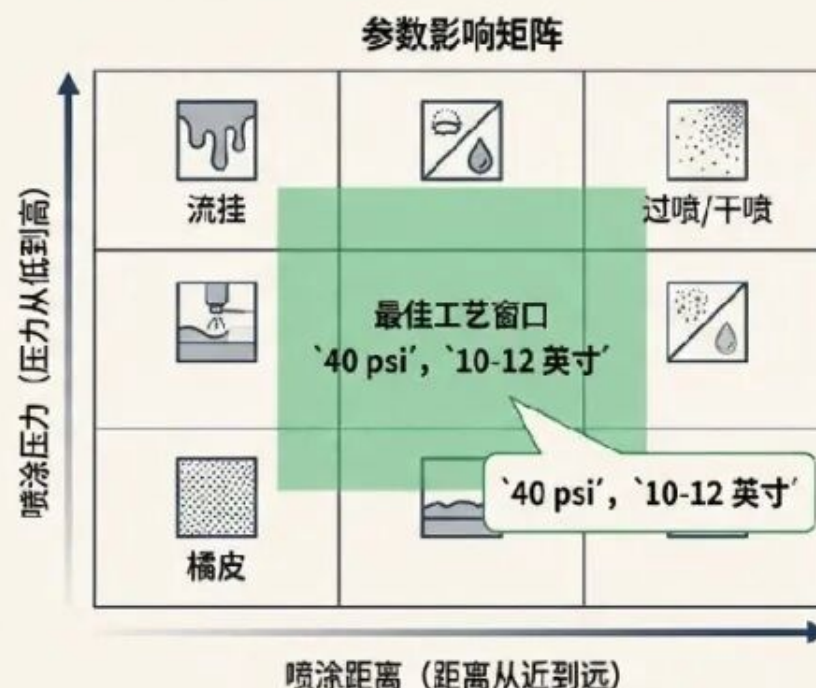 参数影响矩阵
喷涂压力（压力从低到高）
流挂
过喷/干喷
最佳工艺窗口
`40 psi′，`10-12 英寸′
`40 psi′，`10-12 英寸′
橘皮
喷涂距离（距离从近到远）